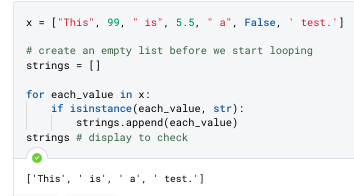 x = ["This", 99, " is", 5.5, " a", False, ' test.']
# create an empty list before we start looping
strings = []
for each_value in x:
    if isinstance(each_value, str):
        strings.append(each_value)
strings # display to check
['This', ' is', ' a', ' test.']